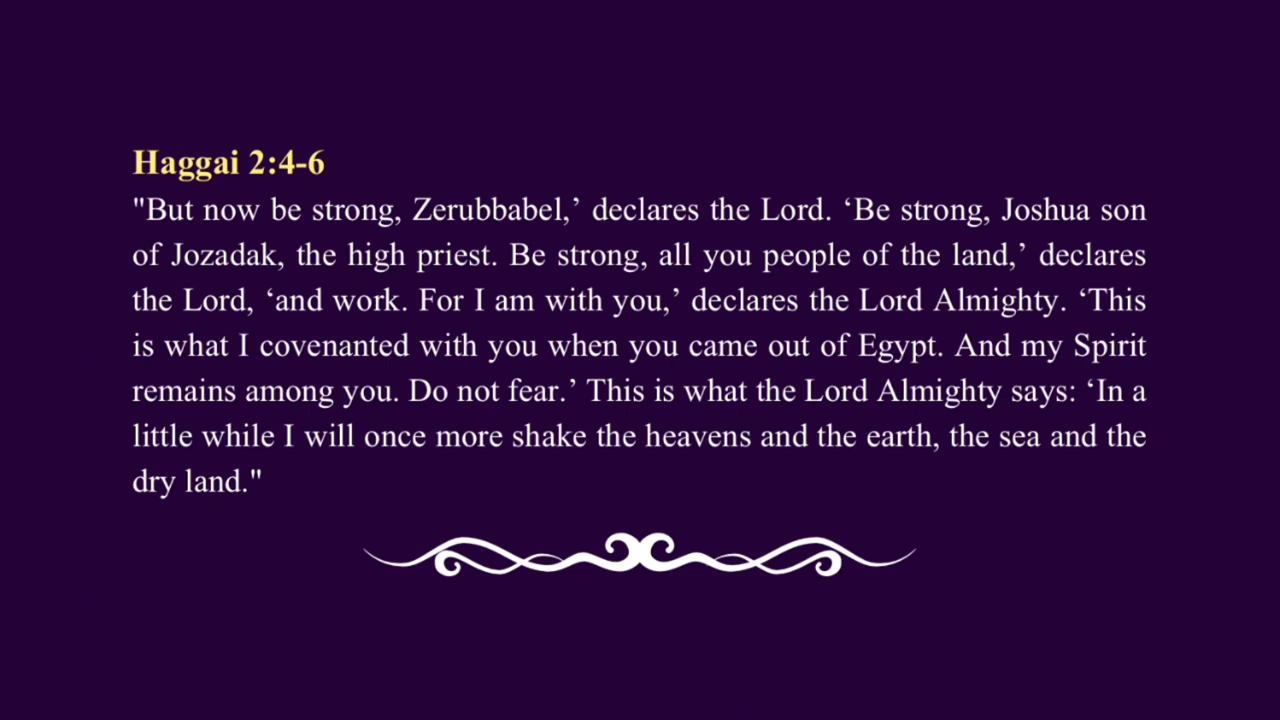 Haggai 2:4-6
"But now be strong, Zerubbabel,’ declares the Lord. ‘Be strong, Joshua son
of Jozadak, the high priest. Be strong, all you people of the land,’ declares
the Lord, ‘and work. For I am with you,’ declares the Lord Almighty. ‘This
is what I covenanted with you when you came out of Egypt. And my Spirit
remains among you. Do not fear.’ This is what the Lord Almighty says: ‘In a
little while I will once more shake the heavens and the earth, the sea and the
dry land."